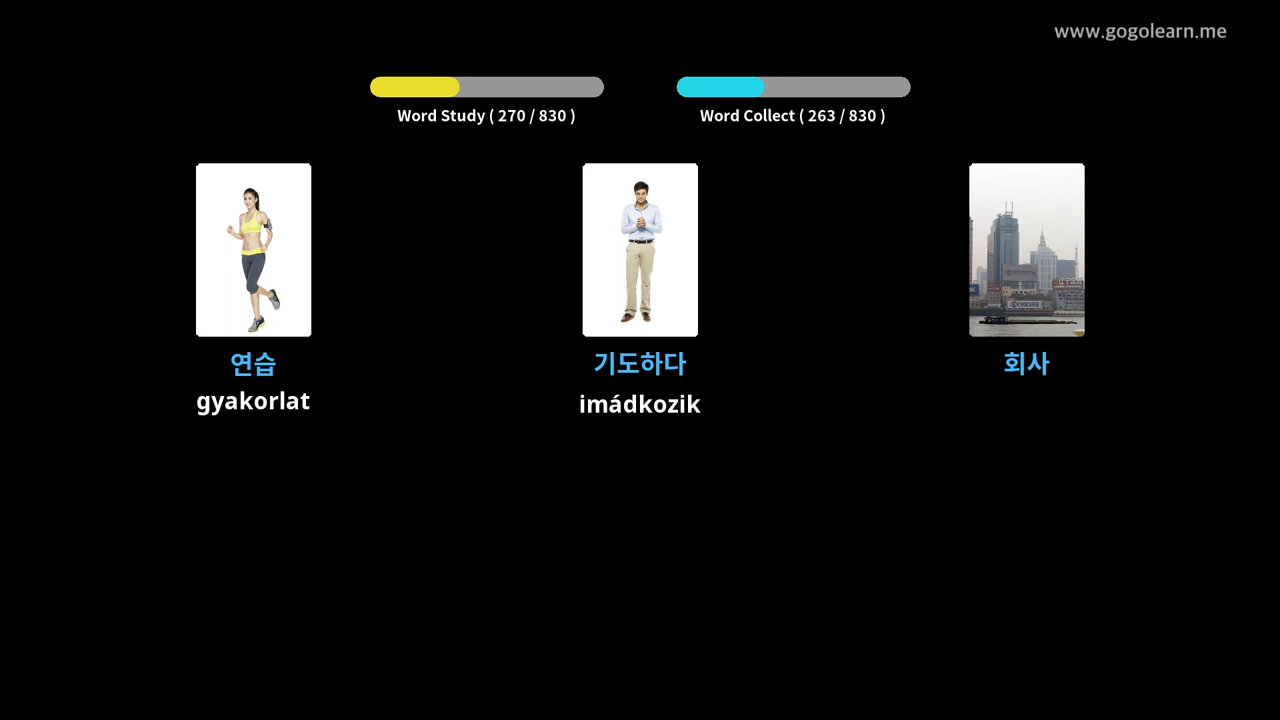 www.gogolearn.me
Word Study ( 270 / 830 )
Word Collect ( 263 / 830 )
연습
gyakorlat
기도하다
imádkozik
회사
TOYOTA